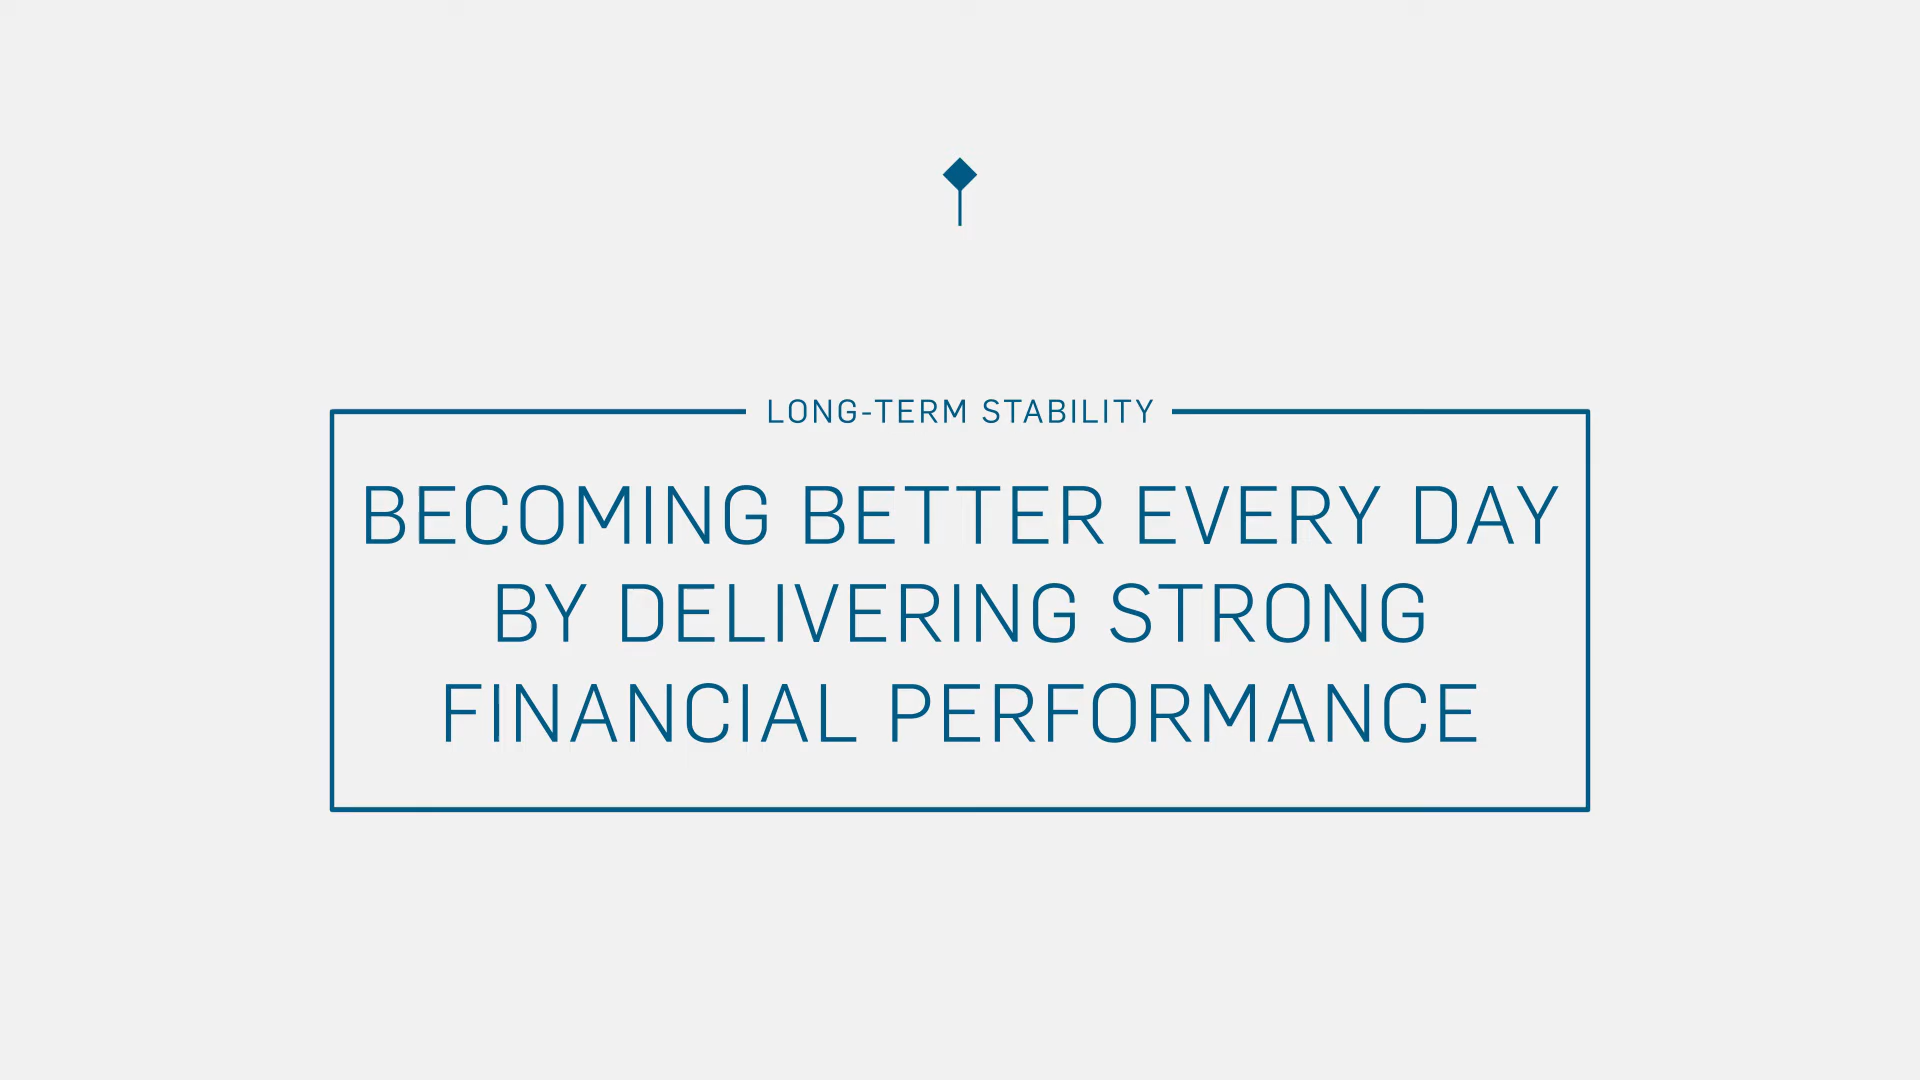 LONG-TERM STABILITY
BECOMING BETTER EVERY DAY
BY DELIVERING STRONG
FINANCIAL PERFORMANCE